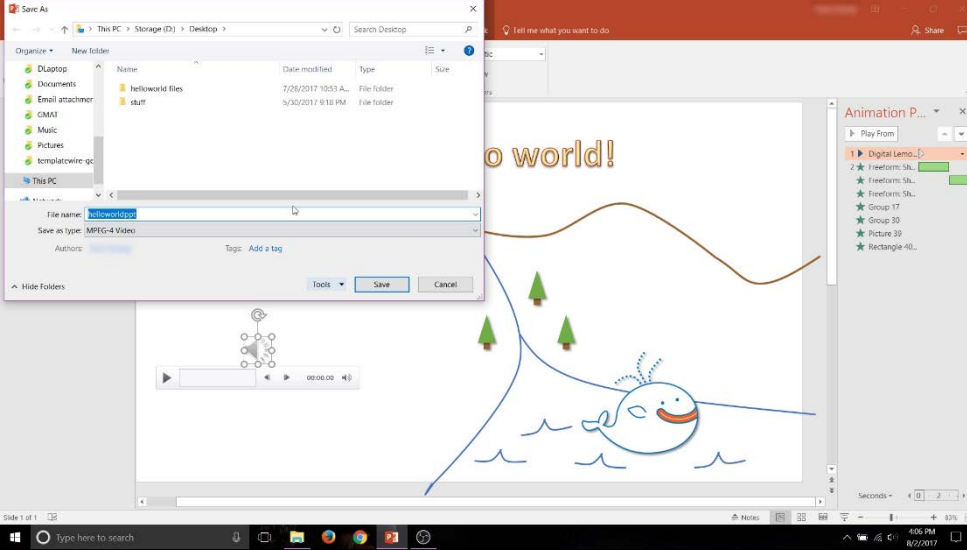 Save As
This PC > Storage (D:) > Desktop >
Search Desktop
Organize
New folder
Name
Date modified
Type
Size
DLaptop
Documents
Email attachmer
GMAT
Music
Pictures
templatewire-ge
This PC
helloworld files
7/28/2017 10:53 A...
File folder
stuff
5/30/2017 9:18 PM
File folder
File name:
helloworldppt
Save as type:
MPEG-4 Video
Authors:
Tags:
Add a tag
Hide Folders
Tools
Save
Cancel
Tell me what you want to do
Share
o world!
00:00.00
Animation P...
Play From
1 Digital Lemo...
2 Freeform: Sh...
Freeform: Sh...
Freeform: Sh...
Group 17
Group 30
Picture 39
Rectangle 40...
Seconds
0
2
Slide 1 of 1
Notes
83%
Type here to search
4:06 PM
8/2/2017